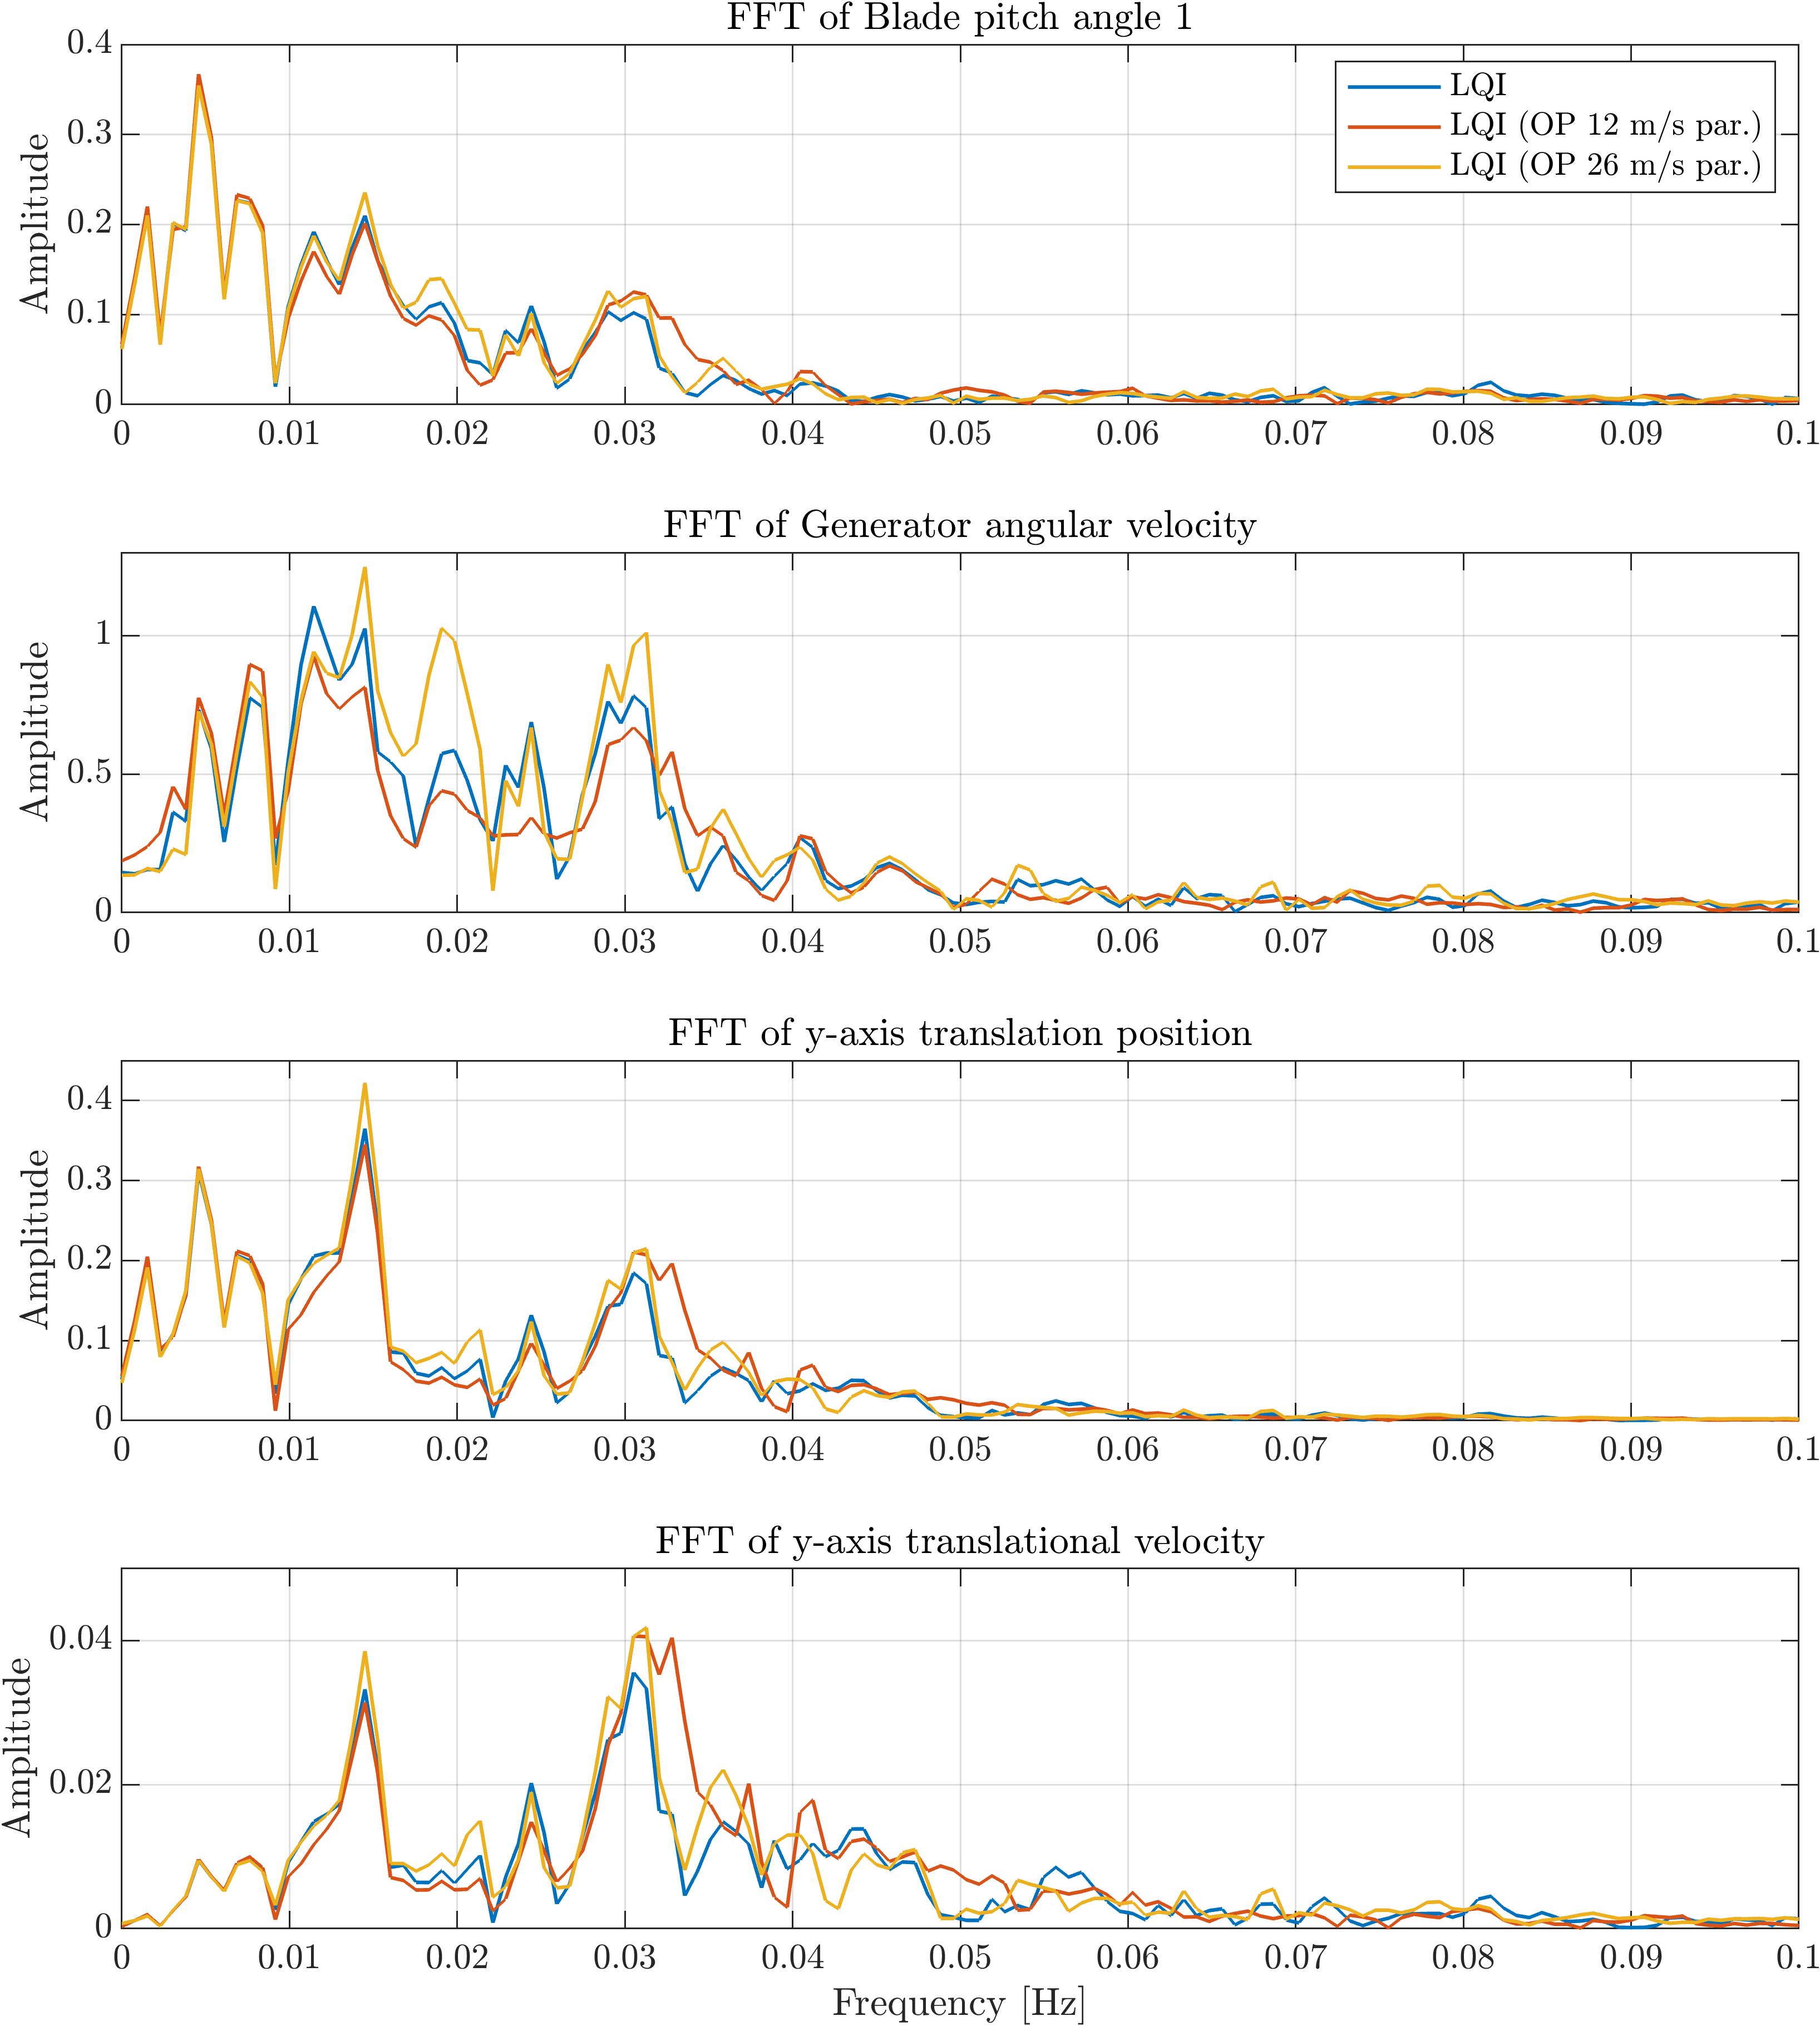 FFT of Blade pitch angle 1
Amplitude
0.4
0.3
0.2
0.1
0
LQI
LQI (OP 12 m/s par.)
LQI (OP 26 m/s par.)
0 0.01 0.02 0.03 0.04 0.05 0.06 0.07 0.08 0.09 0.1
FFT of Generator angular velocity
Amplitude
1
0.5
0
0 0.01 0.02 0.03 0.04 0.05 0.06 0.07 0.08 0.09 0.1
FFT of y-axis translation position
Amplitude
0.4
0.3
0.2
0.1
0
0 0.01 0.02 0.03 0.04 0.05 0.06 0.07 0.08 0.09 0.1
FFT of y-axis translational velocity
Amplitude
0.04
0.02
0
0 0.01 0.02 0.03 0.04 0.05 0.06 0.07 0.08 0.09 0.1
Frequency [Hz]